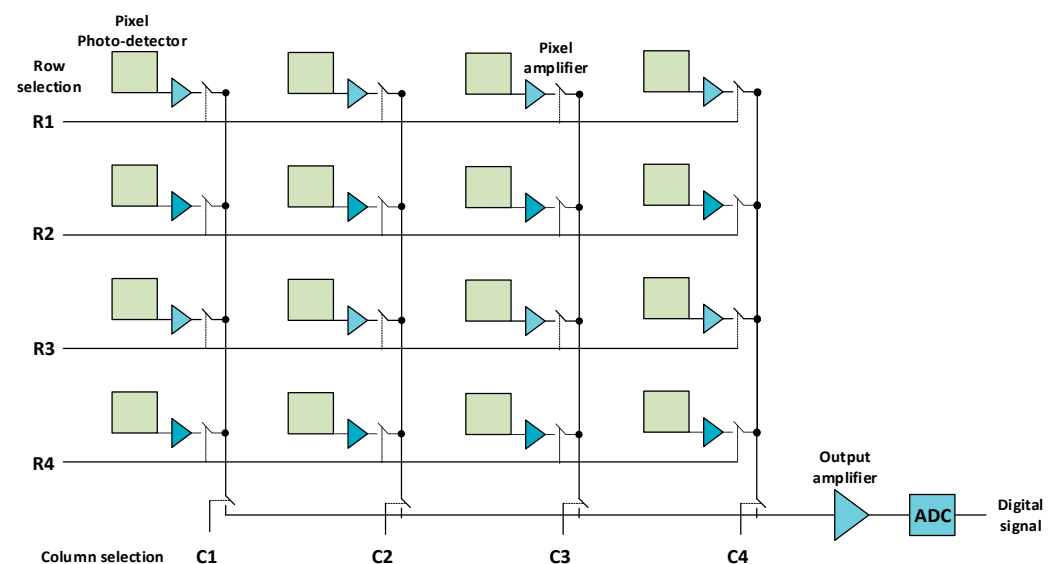 Pixel
Photo-detector
Pixel
amplifier
Row
selection
R1
R2
R3
R4
Output
amplifier
ADC
Digital
signal
Column selection
C1
C2
C3
C4